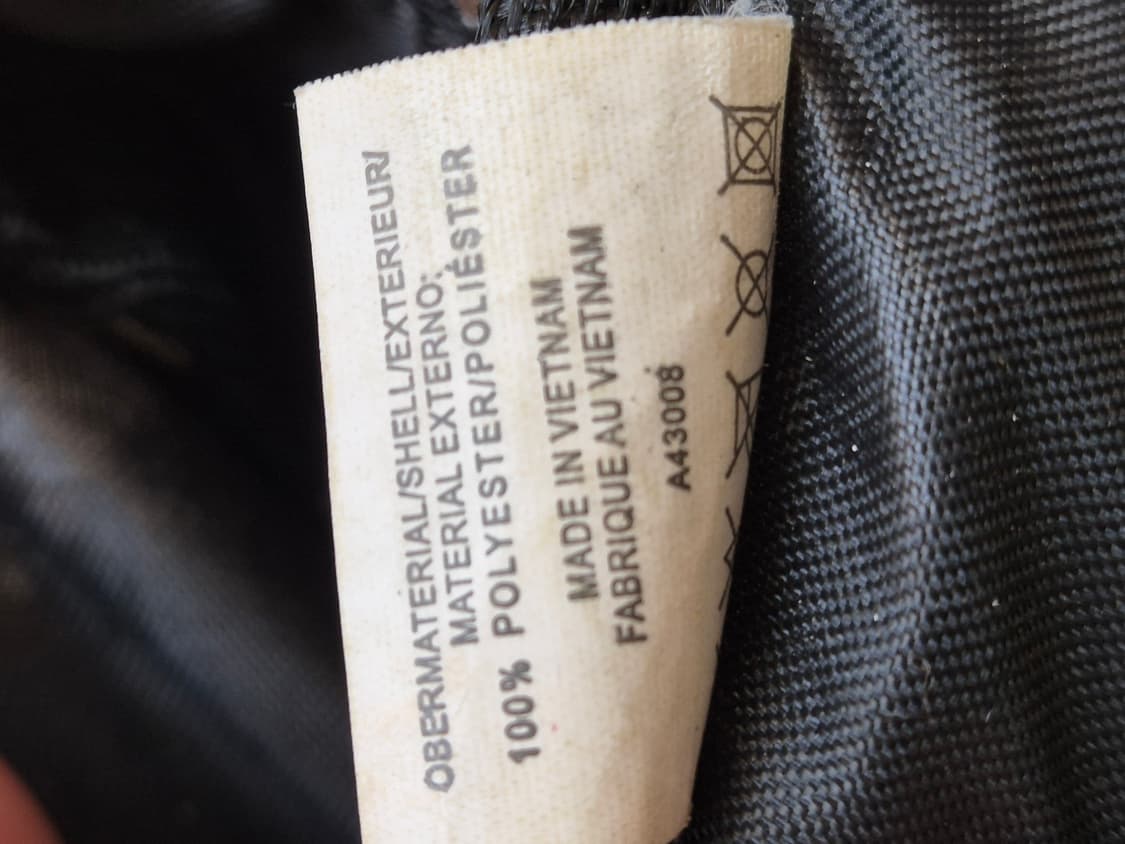 OBERMATERIAL/SHELL/EXTERIEUR/
MATERIAL EXTERNO:
100% POLYESTER/POLIÉSTER
MADE IN VIETNAM
FABRIQUE AU VIETNAM
A43008